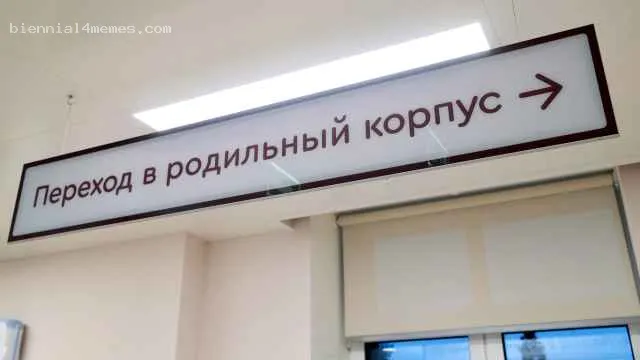 biennial4memes.com
Переход в родильный корпус →